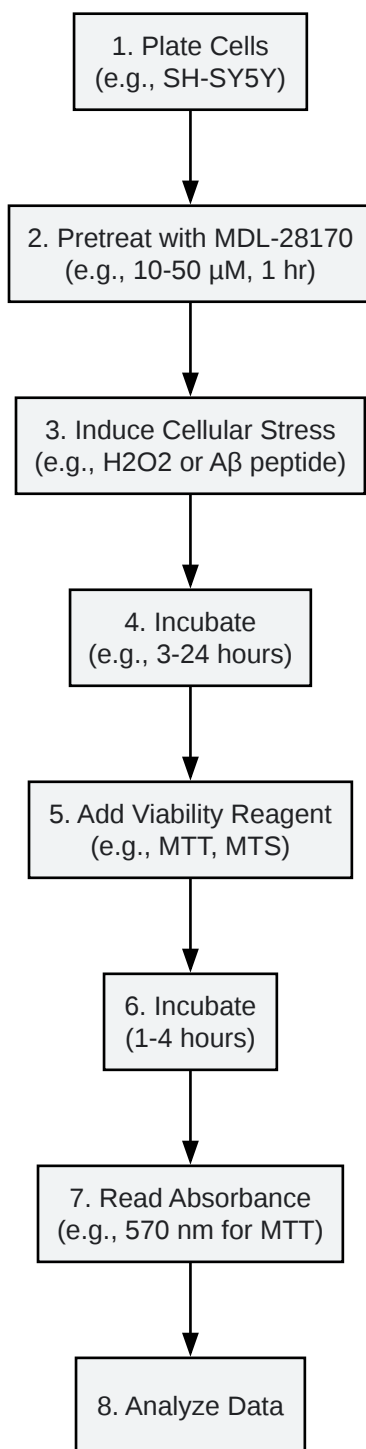 1. Plate Cells
(e.g., SH-SY5Y)
2. Pretreat with MDL-28170
(e.g., 10-50 µM, 1 hr)
3. Induce Cellular Stress
(e.g., H2O2 or Aβ peptide)
4. Incubate
(e.g., 3-24 hours)
5. Add Viability Reagent
(e.g., MTT, MTS)
6. Incubate
(1-4 hours)
7. Read Absorbance
(e.g., 570 nm for MTT)
8. Analyze Data